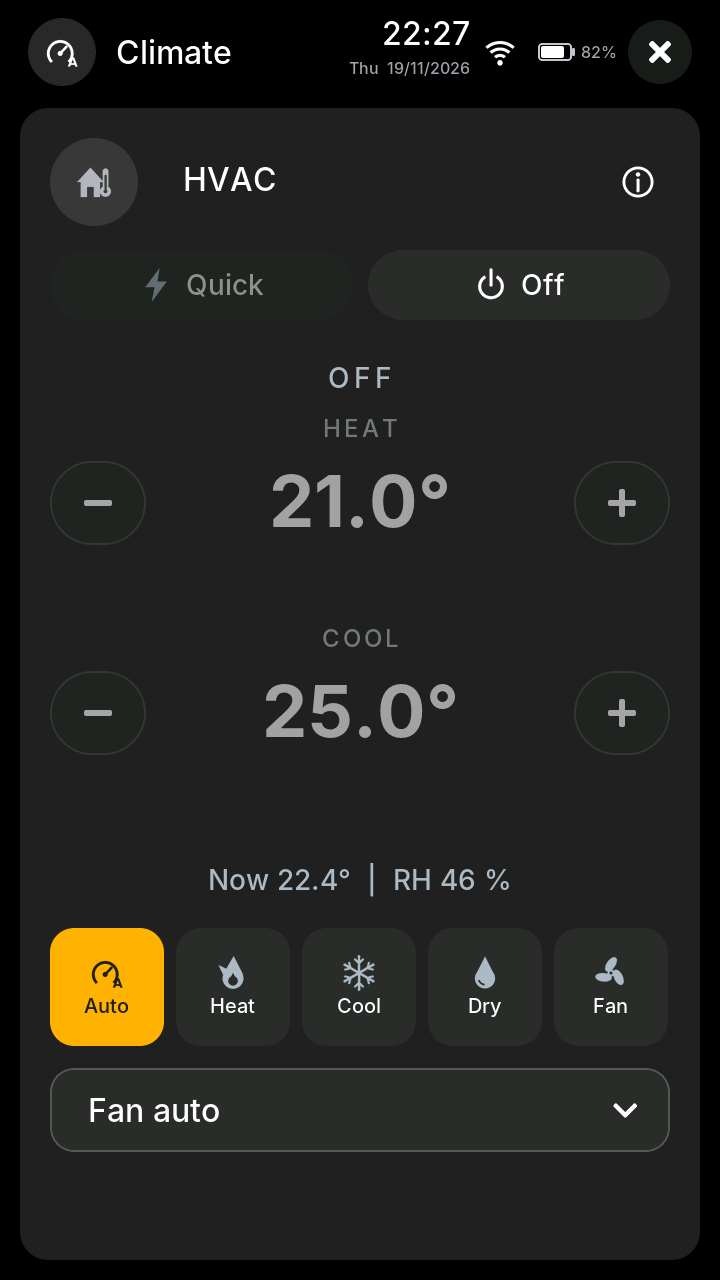 Climate
22:27
Thu 19/11/2026
82%
HVAC
Quick
Off
OFF
HEAT
21.0°
COOL
25.0°
Now 22.4° | RH 46 %
Auto
Heat
Cool
Dry
Fan
Fan auto